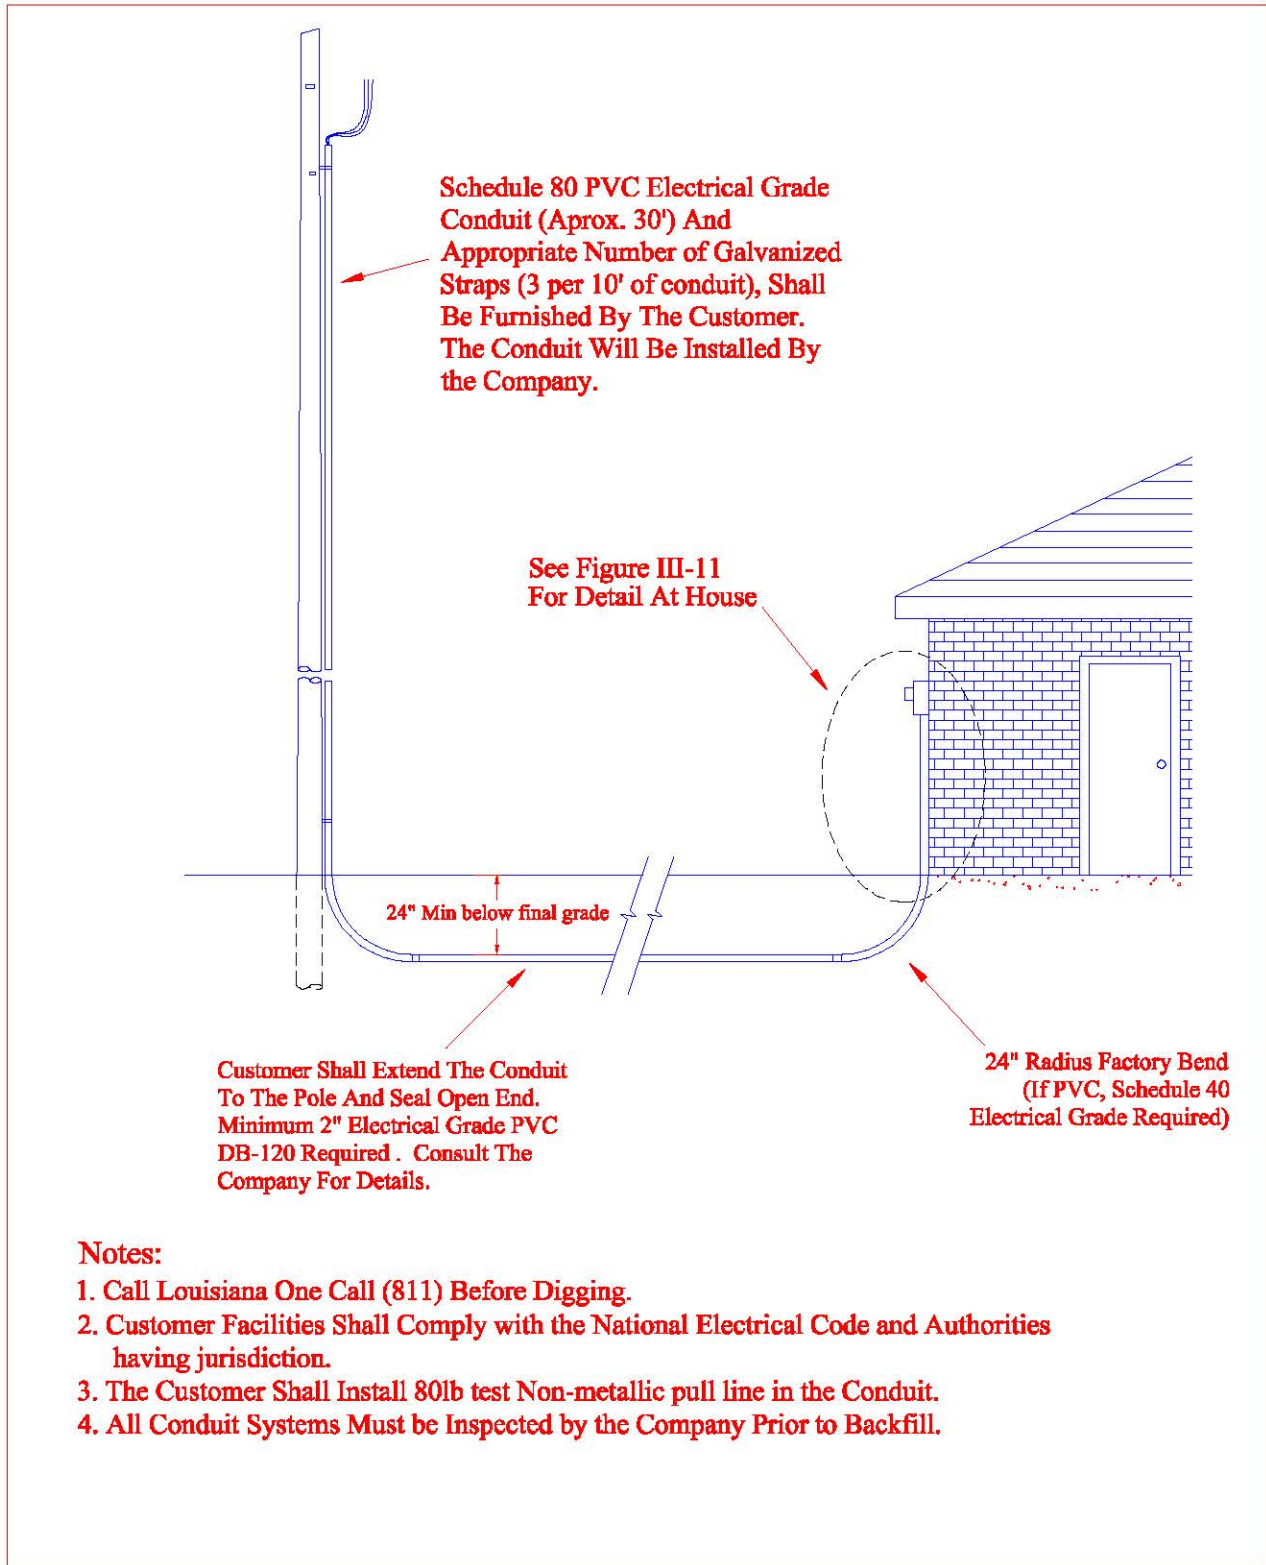 Schedule 80 PVC Electrical Grade
Conduit (Aprox. 30') And
Appropriate Number of Galvanized
Straps (3 per 10' of conduit), Shall
Be Furnished By The Customer.
The Conduit Will Be Installed By
the Company.
See Figure III-11
For Detail At House
24" Min below final grade
Customer Shall Extend The Conduit
To The Pole And Seal Open End.
Minimum 2" Electrical Grade PVC
DB-120 Required . Consult The
Company For Details.
24" Radius Factory Bend
(If PVC, Schedule 40
Electrical Grade Required)
Notes:
1. Call Louisiana One Call (811) Before Digging.
2. Customer Facilities Shall Comply with the National Electrical Code and Authorities
having jurisdiction.
3. The Customer Shall Install 80lb test Non-metallic pull line in the Conduit.
4. All Conduit Systems Must be Inspected by the Company Prior to Backfill.